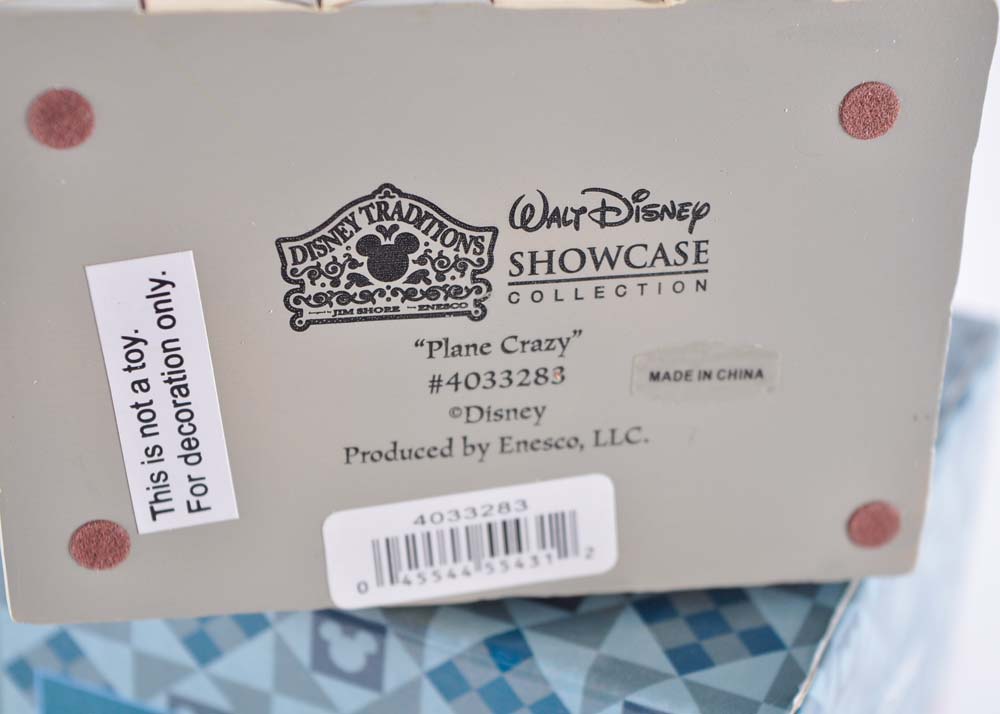 DISNEY TRADITIONS
JIM SHORE ENESCO
WALT DISNEY
SHOWCASE
COLLECTION
“Plane Crazy”
#4033283
©Disney
Produced by Enesco, LLC.
MADE IN CHINA
This is not a toy.
For decoration only.
4033283
0 45544 55431 2